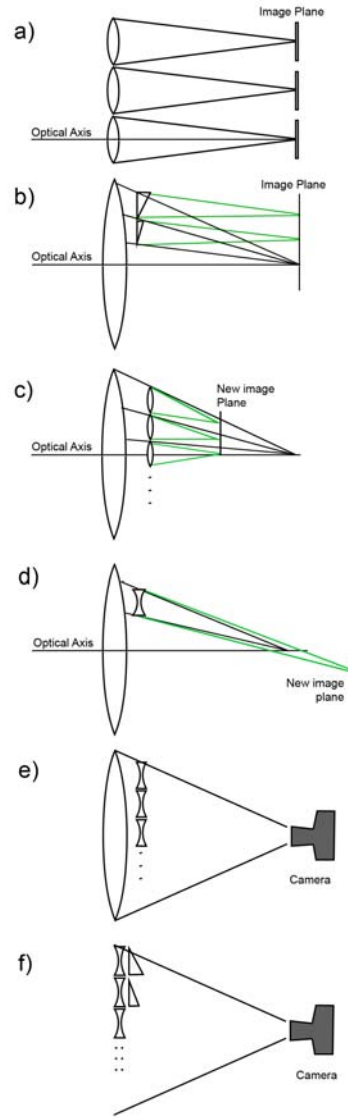 a)
Image Plane
Optical Axis
b)
Image Plane
Optical Axis
c)
New image
Plane
Optical Axis
d)
Optical Axis
New image
plane
e)
Camera
f)
Camera